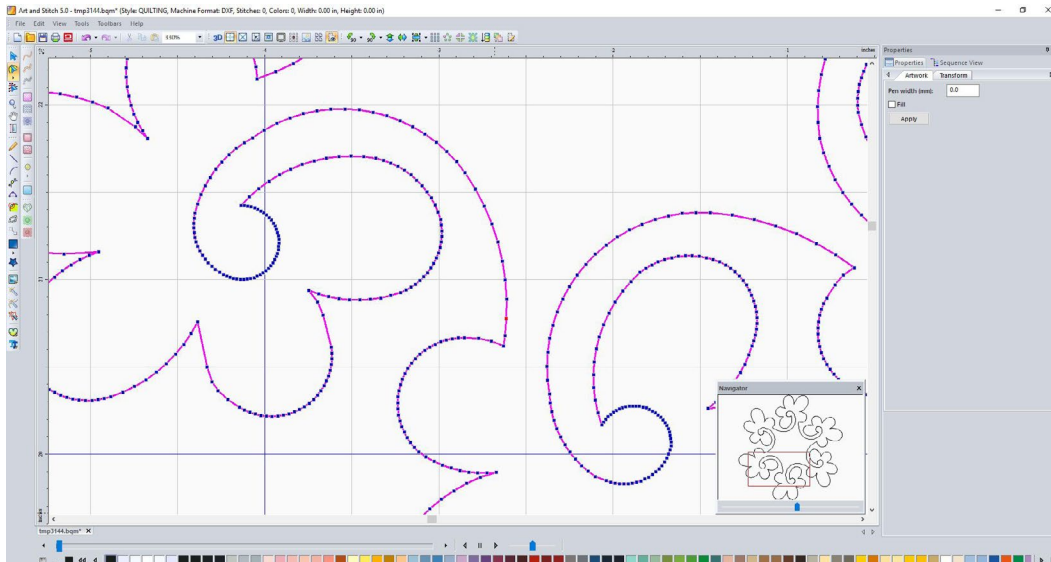 Art and Stitch 5.0 - tmp3144.bqm* (Style: QUILTING, Machine Format: DXF, Stitches: 0, Colors: 0, Width: 0.00 in, Height: 0.00 in)
File Edit View Tools Toolbars Help
3D
inches
Properties
Properties Sequence View
Artwork Transform
Pen width (mm): 0.0
Fill
Apply
Navigator X
tmp3144.bqm* X